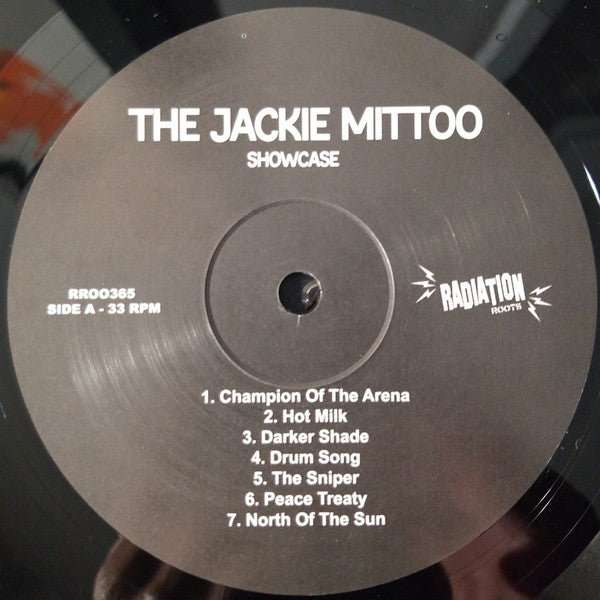 THE JACKIE MITTOO
SHOWCASE
RROO365
SIDE A - 33 RPM
RADIATION
ROOTS
1. Champion Of The Arena
2. Hot Milk
3. Darker Shade
4. Drum Song
5. The Sniper
6. Peace Treaty
7. North Of The Sun